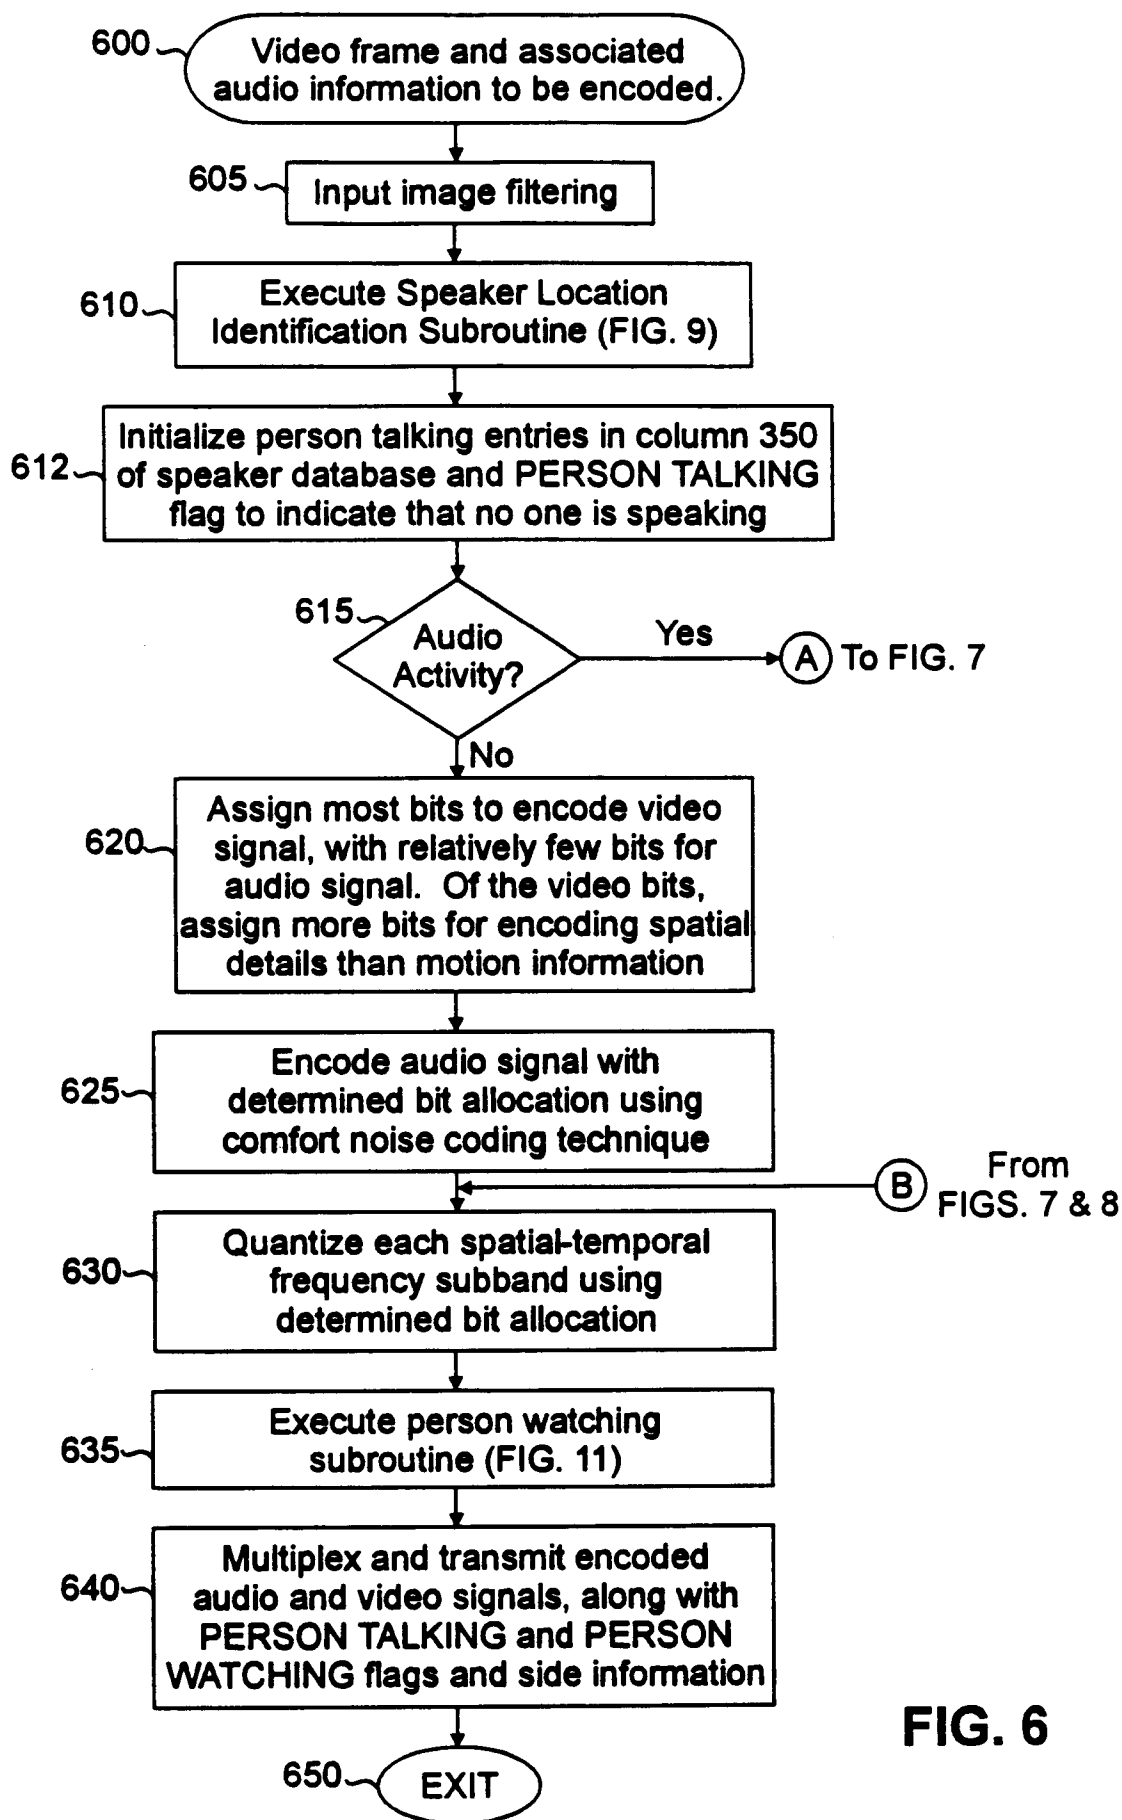 600
Video frame and associated
audio information to be encoded.
605
Input image filtering
610
Execute Speaker Location
Identification Subroutine (FIG. 9)
612
Initialize person talking entries in column 350
of speaker database and PERSON TALKING
flag to indicate that no one is speaking
615
Audio
Activity?
Yes
A To FIG. 7
No
620
Assign most bits to encode video
signal, with relatively few bits for
audio signal. Of the video bits,
assign more bits for encoding spatial
details than motion information
625
Encode audio signal with
determined bit allocation using
comfort noise coding technique
B
From
FIGS. 7 & 8
630
Quantize each spatial-temporal
frequency subband using
determined bit allocation
635
Execute person watching
subroutine (FIG. 11)
640
Multiplex and transmit encoded
audio and video signals, along with
PERSON TALKING and PERSON
WATCHING flags and side information
650
EXIT
FIG. 6